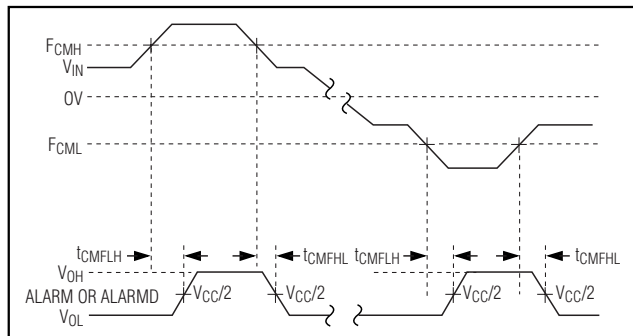 FCMH
VIN
OV
FCML
tCMFLH tCMFHL tCMFLH tCMFHL
VOH
ALARM OR ALARMD VCC/2 VCC/2 VCC/2 VCC/2
VOL